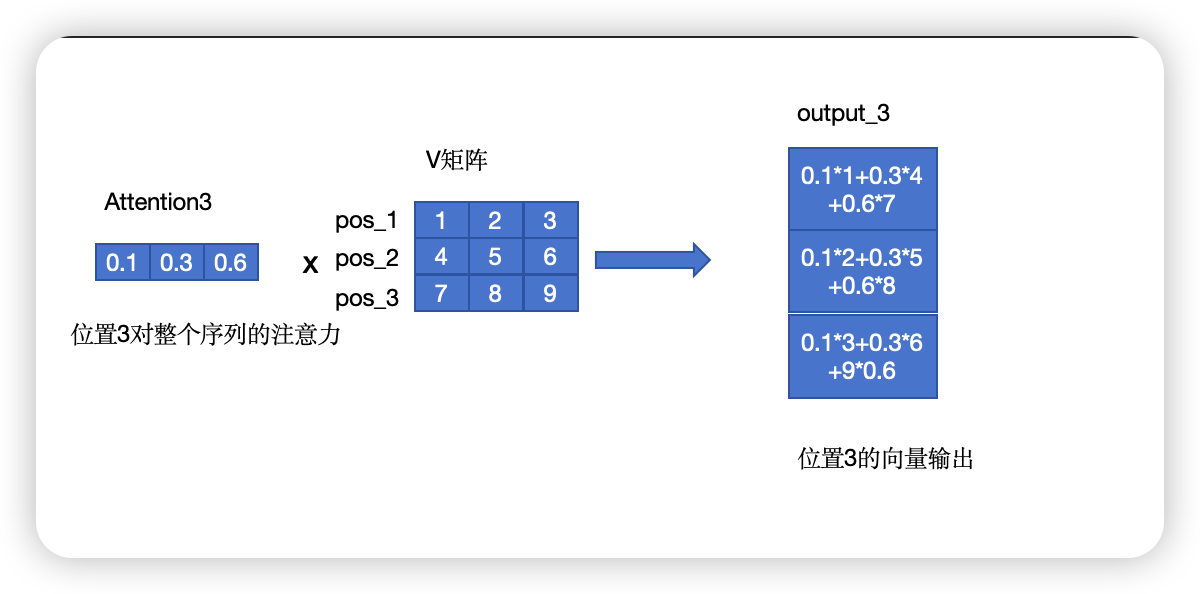 output_3
V矩阵
Attention3
0.1 0.3 0.6
x
pos_1 1 2 3
pos_2 4 5 6
pos_3 7 8 9
0.1*1+0.3*4
+0.6*7
0.1*2+0.3*5
+0.6*8
0.1*3+0.3*6
+9*0.6
位置3对整个序列的注意力
位置3的向量输出